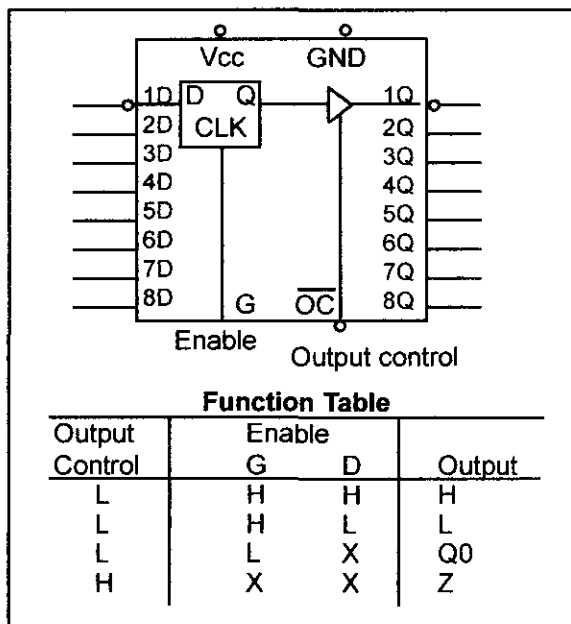 Vcc GND
1D D Q 1Q
2D CLK 2Q
3D 3Q
4D 4Q
5D 5Q
6D 6Q
7D 7Q
8D G OC 8Q
Enable Output control
Function Table
Output Enable
Control G D Output
L H H H
L H L L
L L X Q0
H X X Z